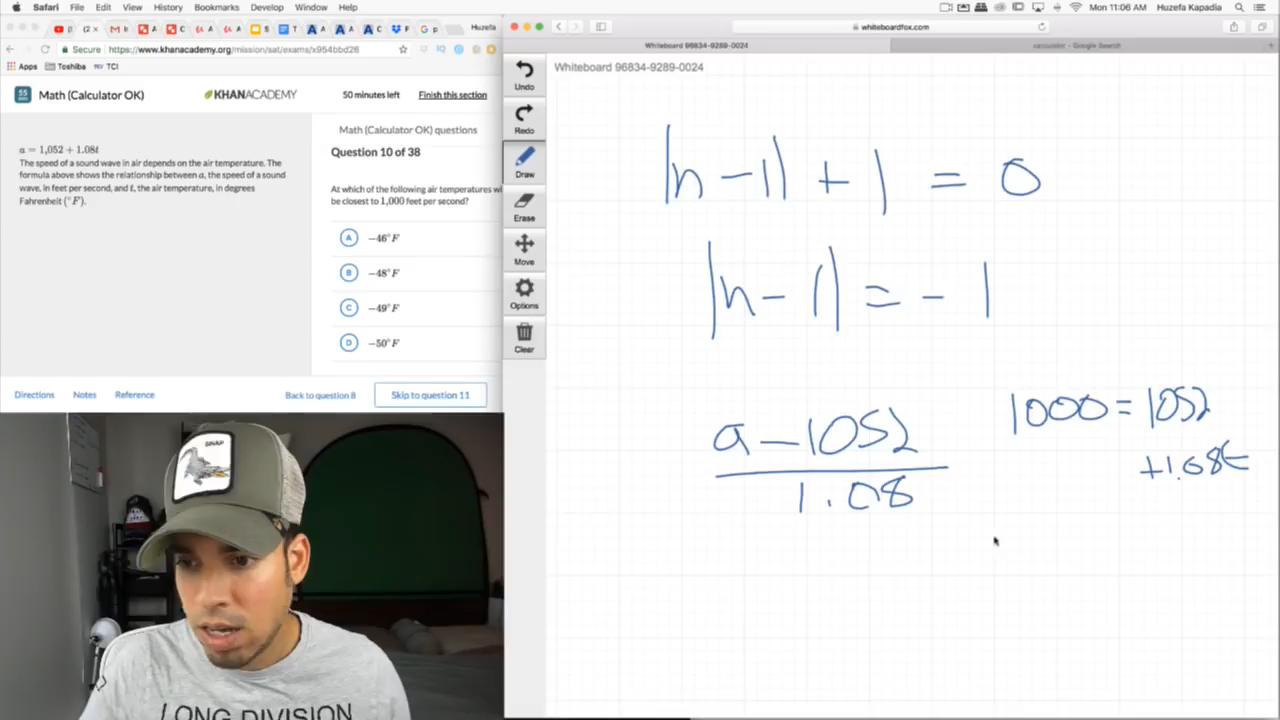 Safari File Edit View History Bookmarks Develop Window Help
Mon 11:06 AM Huzefa Kapadia
Huzefa
Secure https://www.khanacademy.org/mission/sat/exams/x954bbd26
whiteboardfox.com
Whiteboard 96834-9289-0024
carculator - Google Search
Apps Toshiba TCI
Whiteboard 96834-9289-0024
Math (Calculator OK)
KHANACADEMY
50 minutes left
Finish this section
Math (Calculator OK) questions
Question 10 of 38
a = 1,052 + 1.08t
The speed of a sound wave in air depends on the air temperature. The
formula above shows the relationship between a, the speed of a sound
wave, in feet per second, and t, the air temperature, in degrees
Fahrenheit (°F).
At which of the following air temperatures wi
be closest to 1,000 feet per second?
A −46°F
B −48°F
C −49°F
D −50°F
Directions Notes Reference
Back to question 8
Skip to question 11
Undo
Redo
Draw
Erase
Move
Options
Clear
|n − 1| + 1 = 0
|n − 1| = − 1
a − 1052
1.08
1000 = 1052
+1.08t
GOORIN
SNAP
LONG DIVISION